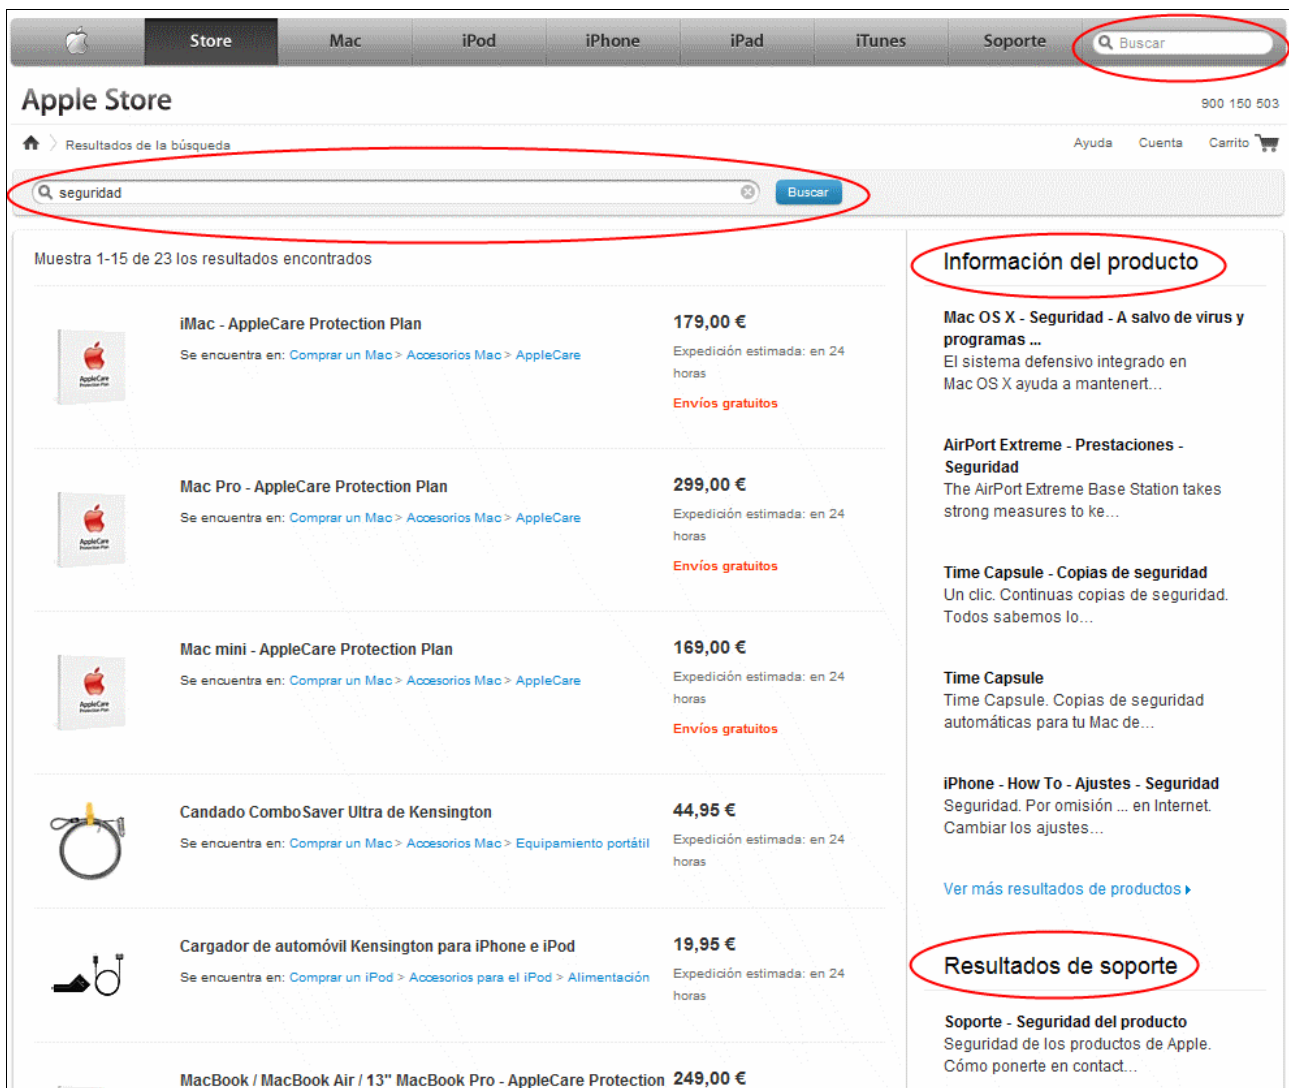 Store Mac iPod iPhone iPad iTunes Soporte Buscar
Apple Store
900 150 503
Resultados de la búsqueda
Ayuda Cuenta Carrito
seguridad
Buscar
Muestra 1-15 de 23 los resultados encontrados
AppleCare
Protection Plan
iMac - AppleCare Protection Plan
Se encuentra en: Comprar un Mac > Accesorios Mac > AppleCare
179,00 €
Expedición estimada: en 24
horas
Envíos gratuitos
AppleCare
Protection Plan
Mac Pro - AppleCare Protection Plan
Se encuentra en: Comprar un Mac > Accesorios Mac > AppleCare
299,00 €
Expedición estimada: en 24
horas
Envíos gratuitos
AppleCare
Protection Plan
Mac mini - AppleCare Protection Plan
Se encuentra en: Comprar un Mac > Accesorios Mac > AppleCare
169,00 €
Expedición estimada: en 24
horas
Envíos gratuitos
Candado ComboSaver Ultra de Kensington
Se encuentra en: Comprar un Mac > Accesorios Mac > Equipamiento portátil
44,95 €
Expedición estimada: en 24
horas
Cargador de automóvil Kensington para iPhone e iPod
Se encuentra en: Comprar un iPod > Accesorios para el iPod > Alimentación
19,95 €
Expedición estimada: en 24
horas
MacBook / MacBook Air / 13" MacBook Pro - AppleCare Protection
249,00 €
Información del producto
Mac OS X - Seguridad - A salvo de virus y
programas ...
El sistema defensivo integrado en
Mac OS X ayuda a mantenert...
AirPort Extreme - Prestaciones -
Seguridad
The AirPort Extreme Base Station takes
strong measures to ke...
Time Capsule - Copias de seguridad
Un clic. Continuas copias de seguridad.
Todos sabemos lo...
Time Capsule
Time Capsule. Copias de seguridad
automáticas para tu Mac de...
iPhone - How To - Ajustes - Seguridad
Seguridad. Por omisión ... en Internet.
Cambiar los ajustes...
Ver más resultados de productos
Resultados de soporte
Soporte - Seguridad del producto
Seguridad de los productos de Apple.
Cómo ponerte en contact...